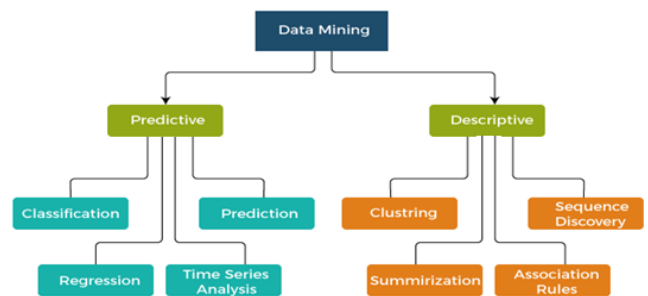 Data Mining
Predictive
Descriptive
Classification
Prediction
Clustring
Sequence
Discovery
Regression
Time Series
Analysis
Summirization
Association
Rules